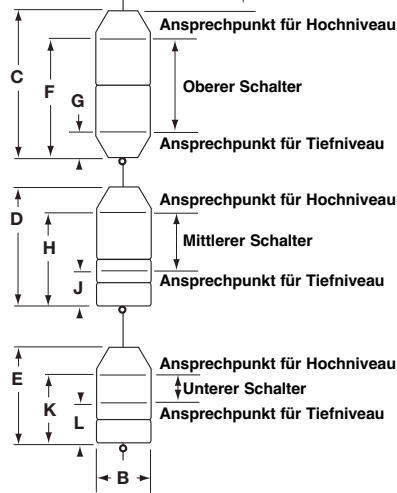 Ansprechpunkt für Hochniveau
C
F
G
Oberer Schalter
Ansprechpunkt für Tiefniveau
Ansprechpunkt für Hochniveau
D
H
J
Mittlerer Schalter
Ansprechpunkt für Tiefniveau
Ansprechpunkt für Hochniveau
E
K
L
Unterer Schalter
Ansprechpunkt für Tiefniveau
B